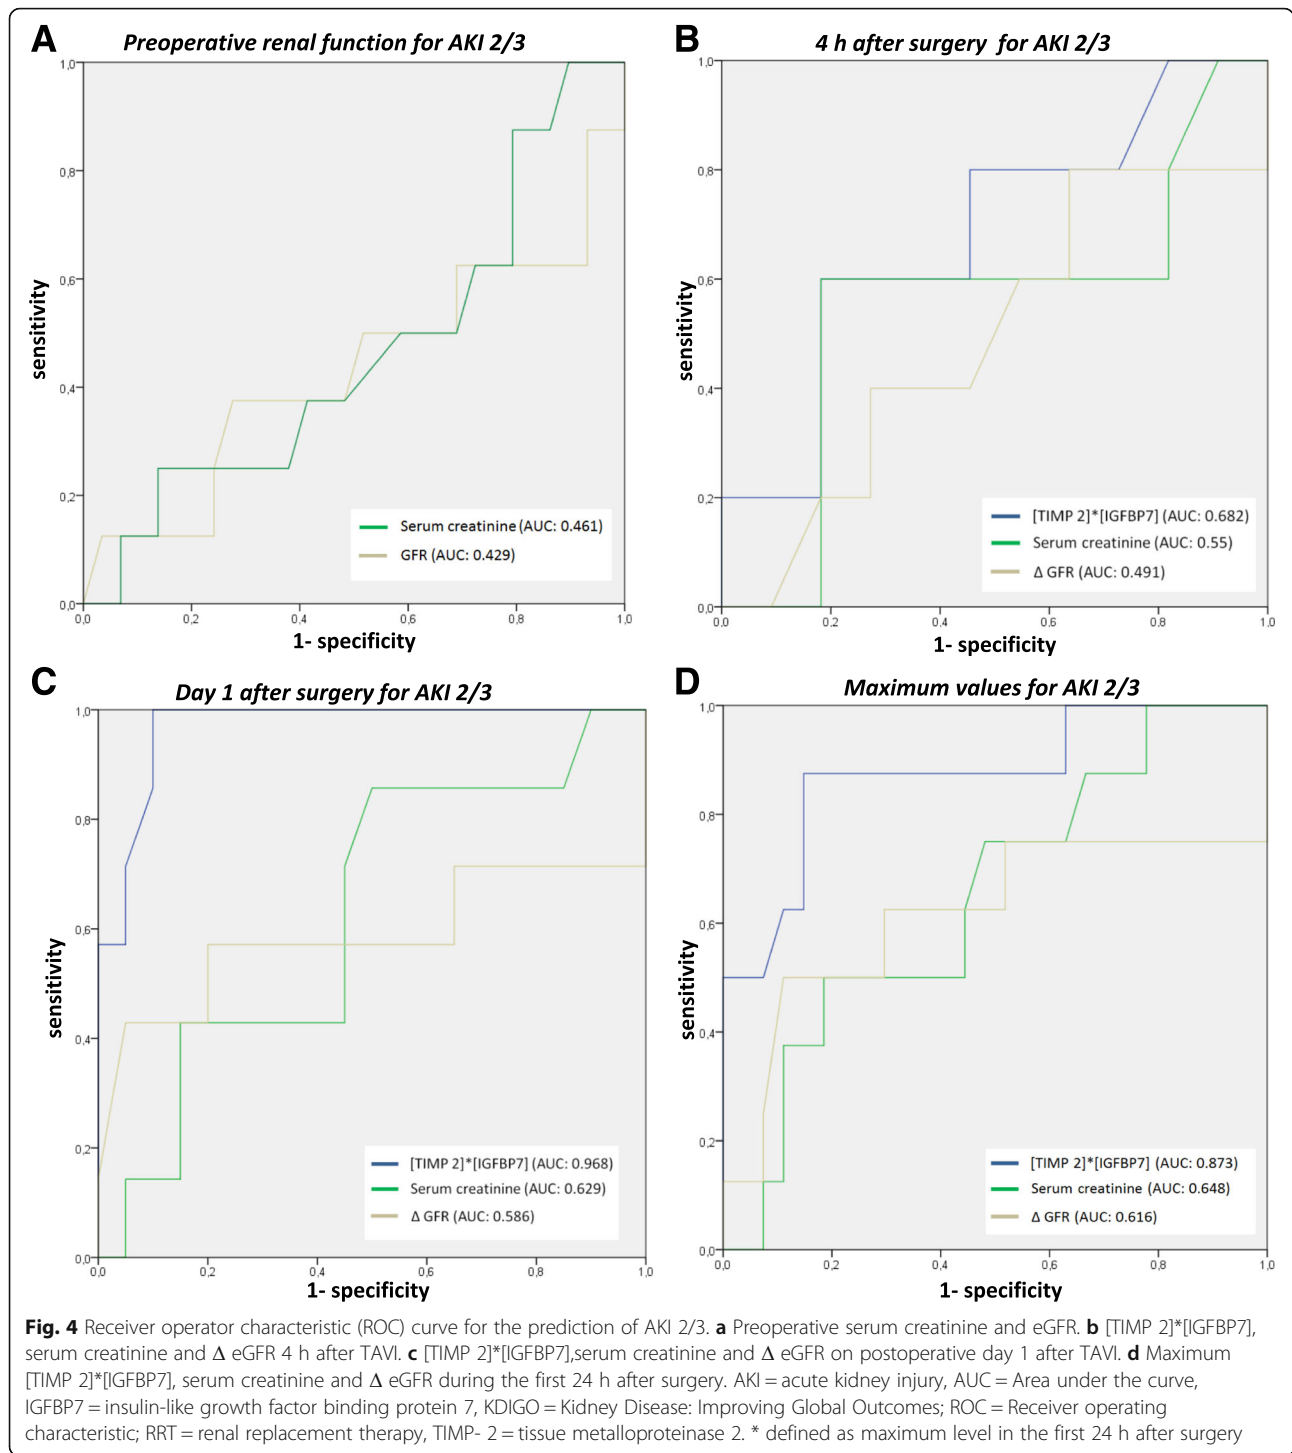 A
Preoperative renal function for AKI 2/3
1,0
0,8
0,6
0,4
0,2
0,0
sensitivity
Serum creatinine (AUC: 0.461)
GFR (AUC: 0.429)
0,0 0,2 0,4 0,6 0,8 1,0
1- specificity
B
4 h after surgery for AKI 2/3
1,0
0,8
0,6
0,4
0,2
0,0
sensitivity
[TIMP 2]*[IGFBP7] (AUC: 0.682)
Serum creatinine (AUC: 0.55)
Δ GFR (AUC: 0.491)
0,0 0,2 0,4 0,6 0,8 1,0
1- specificity
C
Day 1 after surgery for AKI 2/3
1,0
0,8
0,6
0,4
0,2
0,0
sensitivity
[TIMP 2]*[IGFBP7] (AUC: 0.968)
Serum creatinine (AUC: 0.629)
Δ GFR (AUC: 0.586)
0,0 0,2 0,4 0,6 0,8 1,0
1- specificity
D
Maximum values for AKI 2/3
1,0
0,8
0,6
0,4
0,2
0,0
sensitivity
[TIMP 2]*[IGFBP7] (AUC: 0.873)
Serum creatinine (AUC: 0.648)
Δ GFR (AUC: 0.616)
0,0 0,2 0,4 0,6 0,8 1,0
1- specificity
Fig. 4 Receiver operator characteristic (ROC) curve for the prediction of AKI 2/3. a Preoperative serum creatinine and eGFR. b [TIMP 2]*[IGFBP7],
serum creatinine and Δ eGFR 4 h after TAVI. c [TIMP 2]*[IGFBP7],serum creatinine and Δ eGFR on postoperative day 1 after TAVI. d Maximum
[TIMP 2]*[IGFBP7], serum creatinine and Δ eGFR during the first 24 h after surgery. AKI = acute kidney injury, AUC = Area under the curve,
IGFBP7 = insulin-like growth factor binding protein 7, KDIGO = Kidney Disease: Improving Global Outcomes; ROC = Receiver operating
characteristic; RRT = renal replacement therapy, TIMP- 2 = tissue metalloproteinase 2. * defined as maximum level in the first 24 h after surgery